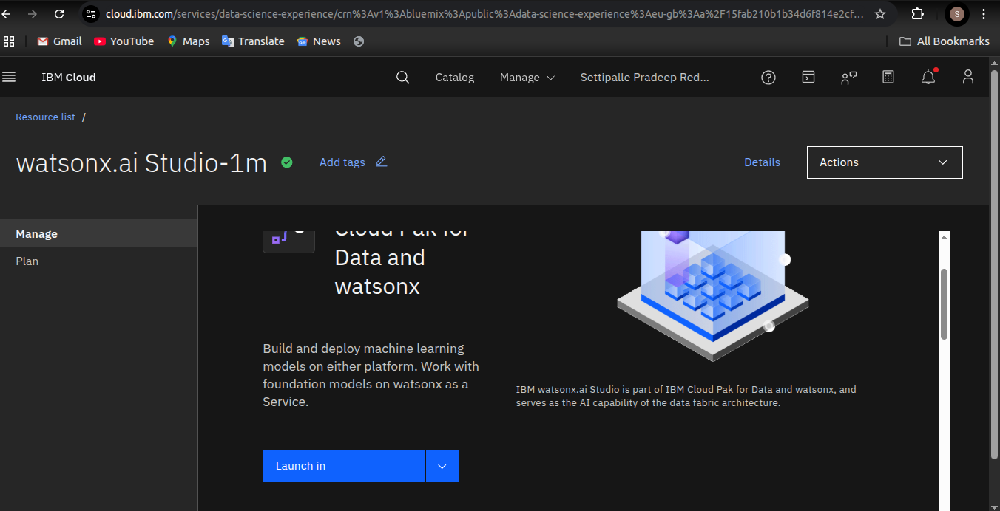 cloud.ibm.com/services/data-science-experience/crn%3Av1%3Abluemix%3Apublic%3Adata-science-experience%3Aeu-gb%3Aa%2F15fab210b1b34d6f814e2cf...
S
Gmail
YouTube
Maps
Translate
News
All Bookmarks
IBM Cloud
Catalog
Manage
Settipalle Pradeep Red...
Resource list /
watsonx.ai Studio-1m
Add tags
Details
Actions
Manage
Plan
Cloud Pak for
Data and
watsonx
Build and deploy machine learning
models on either platform. Work with
foundation models on watsonx as a
Service.
IBM watsonx.ai Studio is part of IBM Cloud Pak for Data and watsonx, and
serves as the AI capability of the data fabric architecture.
Launch in